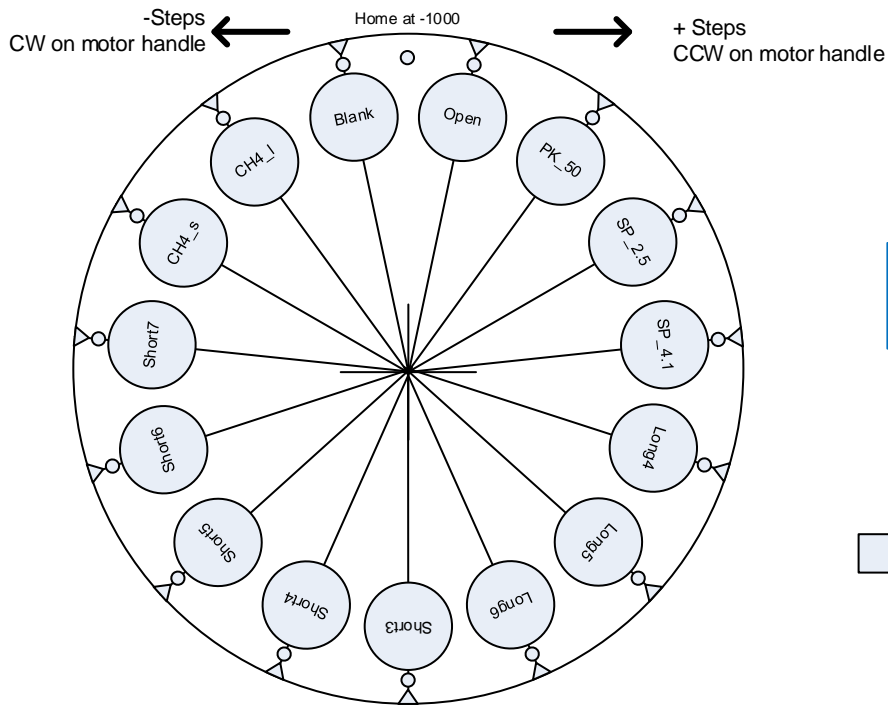 -Steps
CW on motor handle
Home at -1000
+ Steps
CCW on motor handle
Blank
Open
CH4_l
PK_50
CH4_s
SP_2.5
Short7
SP_4.1
Short6
Long4
Short5
Long5
Short4
Short3
Long6